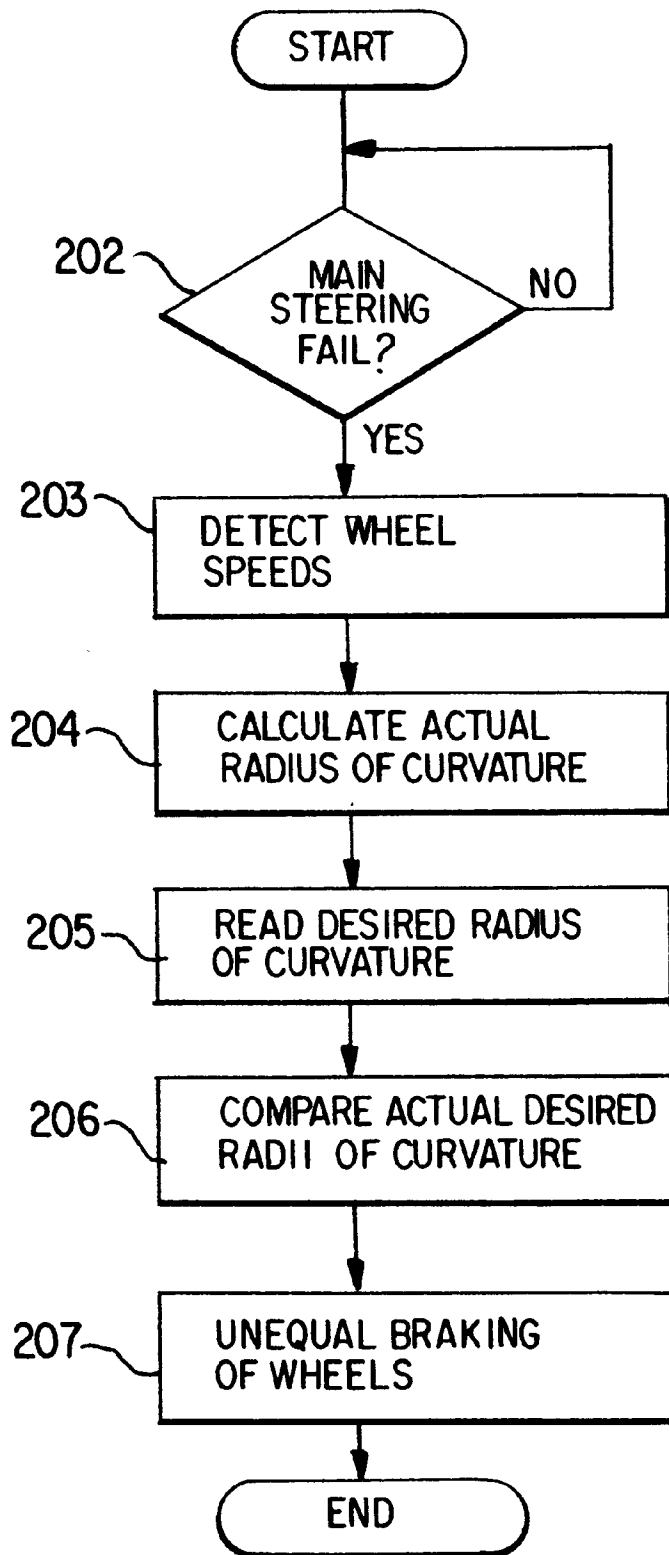 START
202
MAIN
STEERING
FAIL?
NO
YES
203
DETECT WHEEL
SPEEDS
204
CALCULATE ACTUAL
RADIUS OF CURVATURE
205
READ DESIRED RADIUS
OF CURVATURE
206
COMPARE ACTUAL DESIRED
RADII OF CURVATURE
207
UNEQUAL BRAKING
OF WHEELS
END